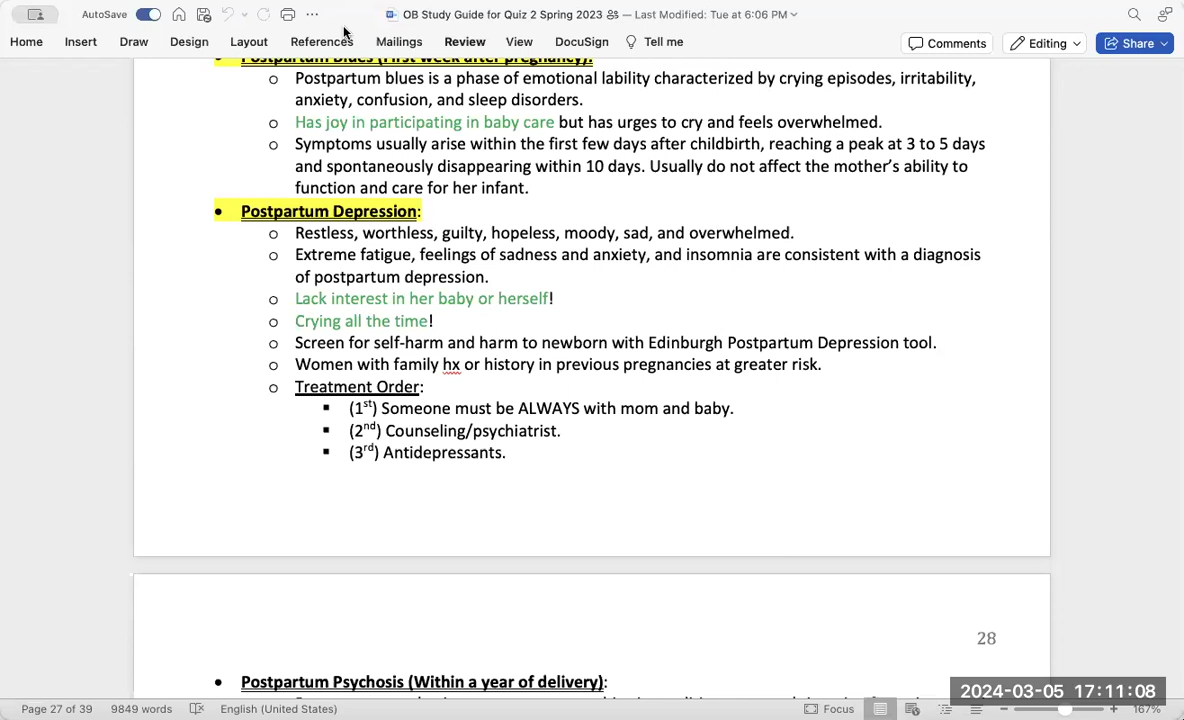 AutoSave
OB Study Guide for Quiz 2 Spring 2023 — Last Modified: Tue at 6:06 PM
Home Insert Draw Design Layout References Mailings Review View DocuSign Tell me Comments Editing Share
• Postpartum Blues (First week after pregnancy):
o Postpartum blues is a phase of emotional lability characterized by crying episodes, irritability,
anxiety, confusion, and sleep disorders.
o Has joy in participating in baby care but has urges to cry and feels overwhelmed.
o Symptoms usually arise within the first few days after childbirth, reaching a peak at 3 to 5 days
and spontaneously disappearing within 10 days. Usually do not affect the mother's ability to
function and care for her infant.
• Postpartum Depression:
o Restless, worthless, guilty, hopeless, moody, sad, and overwhelmed.
o Extreme fatigue, feelings of sadness and anxiety, and insomnia are consistent with a diagnosis
of postpartum depression.
o Lack interest in her baby or herself!
o Crying all the time!
o Screen for self-harm and harm to newborn with Edinburgh Postpartum Depression tool.
o Women with family hx or history in previous pregnancies at greater risk.
o Treatment Order:
▪ (1st) Someone must be ALWAYS with mom and baby.
▪ (2nd) Counseling/psychiatrist.
▪ (3rd) Antidepressants.
28
• Postpartum Psychosis (Within a year of delivery):
2024-03-05 17:11:08
Page 27 of 39 9849 words English (United States) Focus 167%